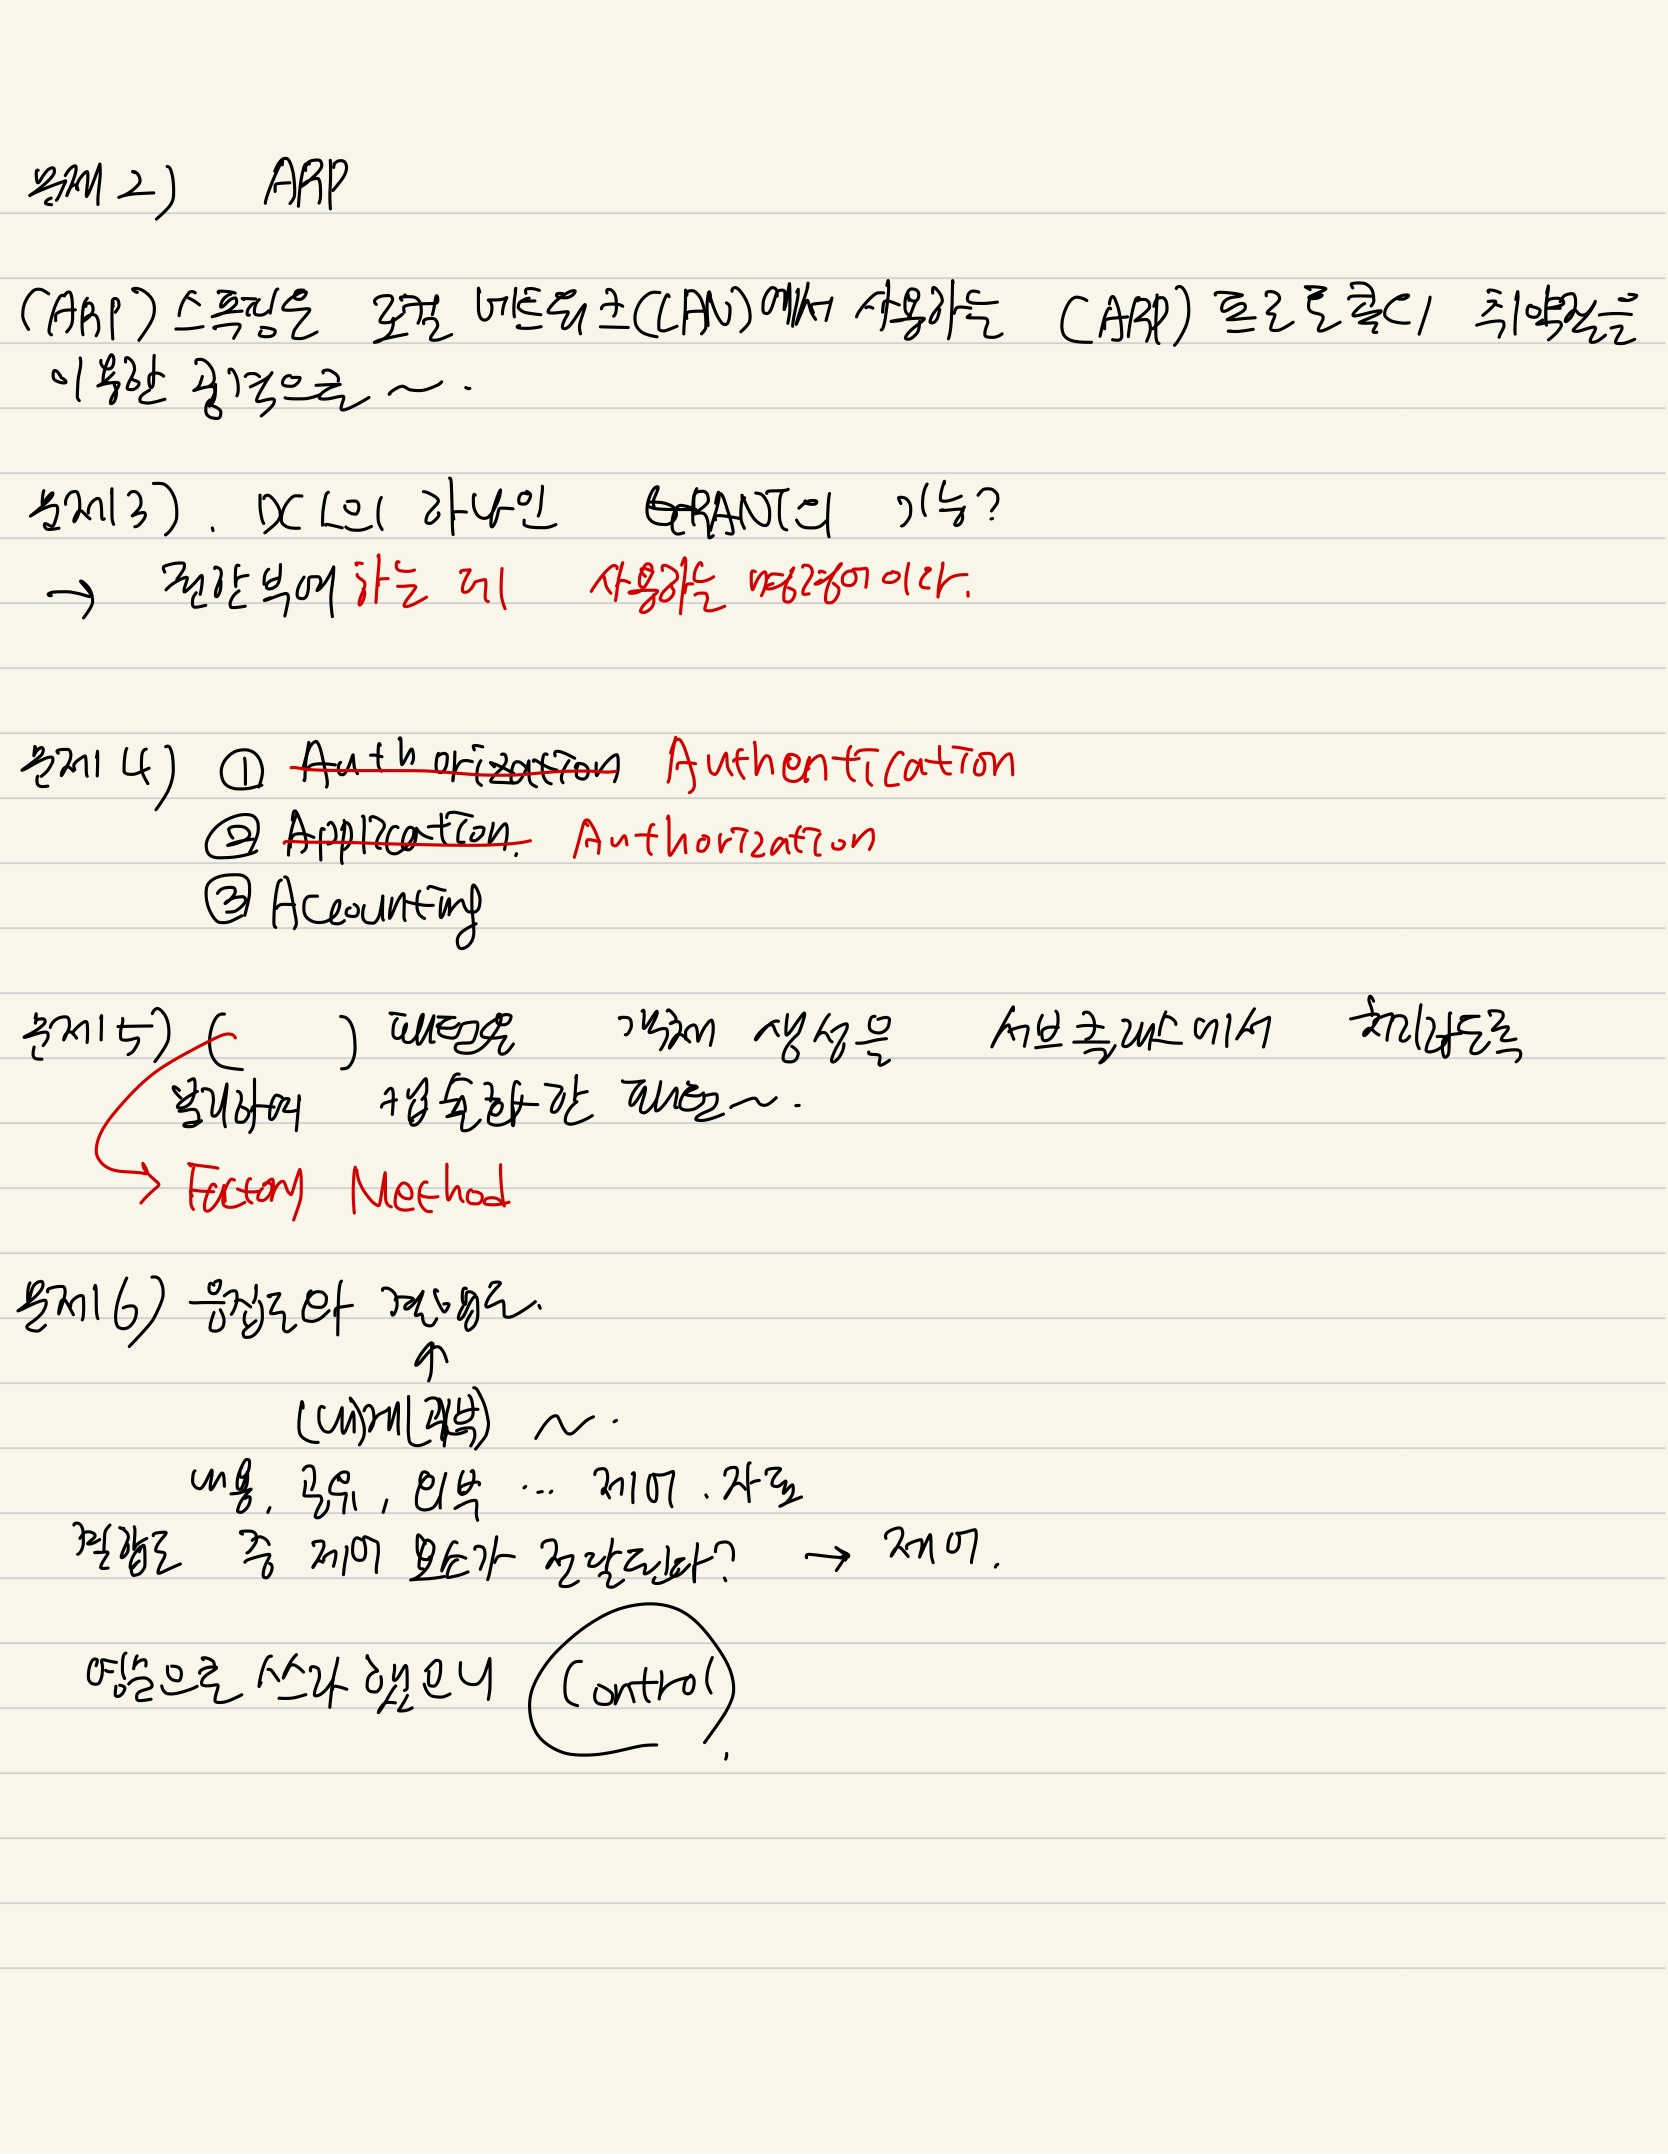 문제 2) ARP
(ARP) 스푸핑은 로컬 네트워크(LAN)에서 사용하는 (ARP) 프로토콜의 취약점을
이용한 공격으로 ~.
문제3). DCL의 하나인 GRANT의 기능?
→ 권한부여 하는 데 사용하는 명령어이다.
문제 4) ① Authorization Authentication
② Application. Authorization
③ Accounting
문제5) ( ) 패턴은 객체 생성을 서브클래스에서 처리하도록
분리하여 캡슐화한 패턴~.
→ Factory Method
문제6) 응집도와 결합도.
↑
(내) ~.
내용, 공유, 외부 ... 제어. 자료
결합도 중 제어 요소가 전달된다? → 제어.
영실으로 쓰라 했으니 Control.